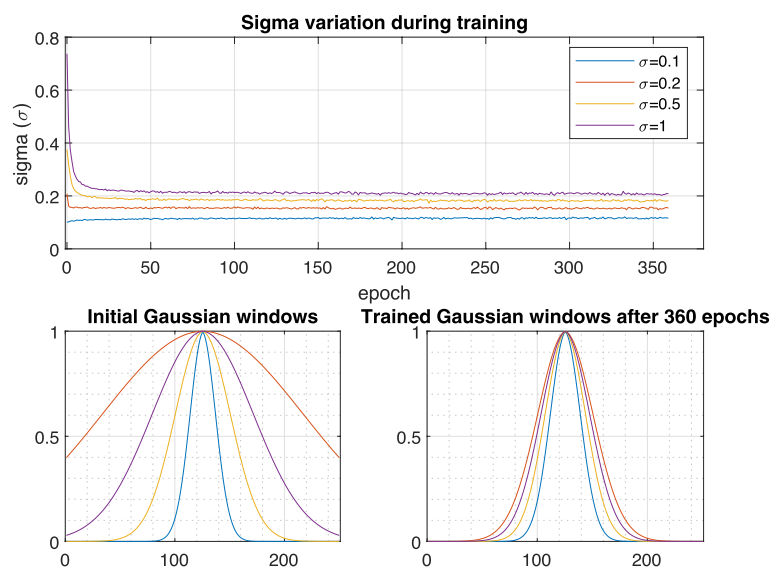 Sigma variation during training
0.8
0.6
0.4
0.2
0
sigma (σ)
σ=0.1
σ=0.2
σ=0.5
σ=1
0 50 100 150 200 250 300 350
epoch
Initial Gaussian windows
1
0.5
0
0 100 200
Trained Gaussian windows after 360 epochs
1
0.5
0
0 100 200